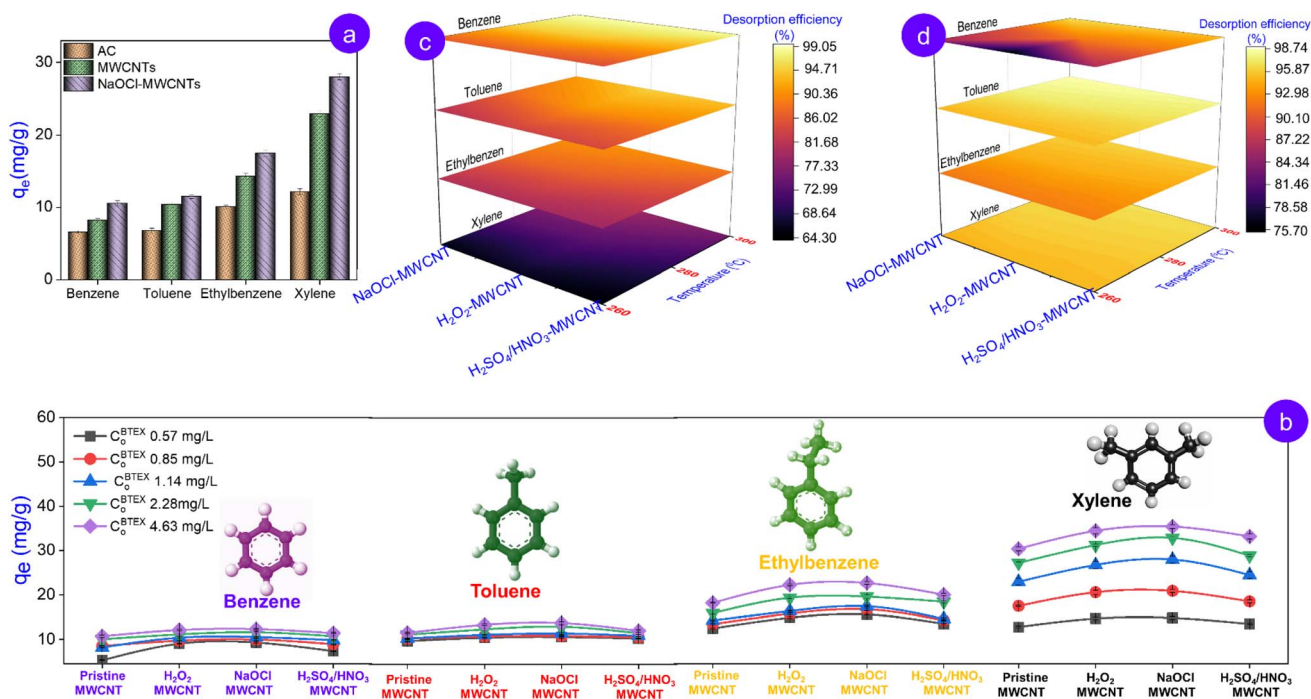 a
AC
MWCNTs
NaOCl-MWCNTs
30
20
10
0
qe(mg/g)
Benzene
Toluene
Ethylbenzene
Xylene
c
Benzene
Toluene
Ethylbenzen
Xylene
NaOCl-MWCNT
H2O2-MWCNT
H2SO4/HNO3-MWCNT
260
280
300
Temperature (°C)
Desorption efficiency
(%)
99.05
94.71
90.36
86.02
81.68
77.33
72.99
68.64
64.30
d
Benzene
Toluene
Ethylbenzene
Xylene
NaOCl-MWCNT
H2O2-MWCNT
H2SO4/HNO3-MWCNT
260
280
300
Temperature (°C)
Desorption efficiency
(%)
98.74
95.87
92.98
90.10
87.22
84.34
81.46
78.58
75.70
b
60
50
40
30
20
10
qe (mg/g)
CoBTEX 0.57 mg/L
CoBTEX 0.85 mg/L
CoBTEX 1.14 mg/L
CoBTEX 2.28mg/L
CoBTEX 4.63 mg/L
Benzene
Toluene
Ethylbenzene
Xylene
Pristine MWCNT
H2O2 MWCNT
NaOCl MWCNT
H2SO4/HNO3 MWCNT
Pristine MWCNT
H2O2 MWCNT
NaOCl MWCNT
H2SO4/HNO3 MWCNT
Pristine MWCNT
H2O2 MWCNT
NaOCl MWCNT
H2SO4/HNO3 MWCNT
Pristine MWCNT
H2O2 MWCNT
NaOCl MWCNT
H2SO4/HNO3 MWCNT